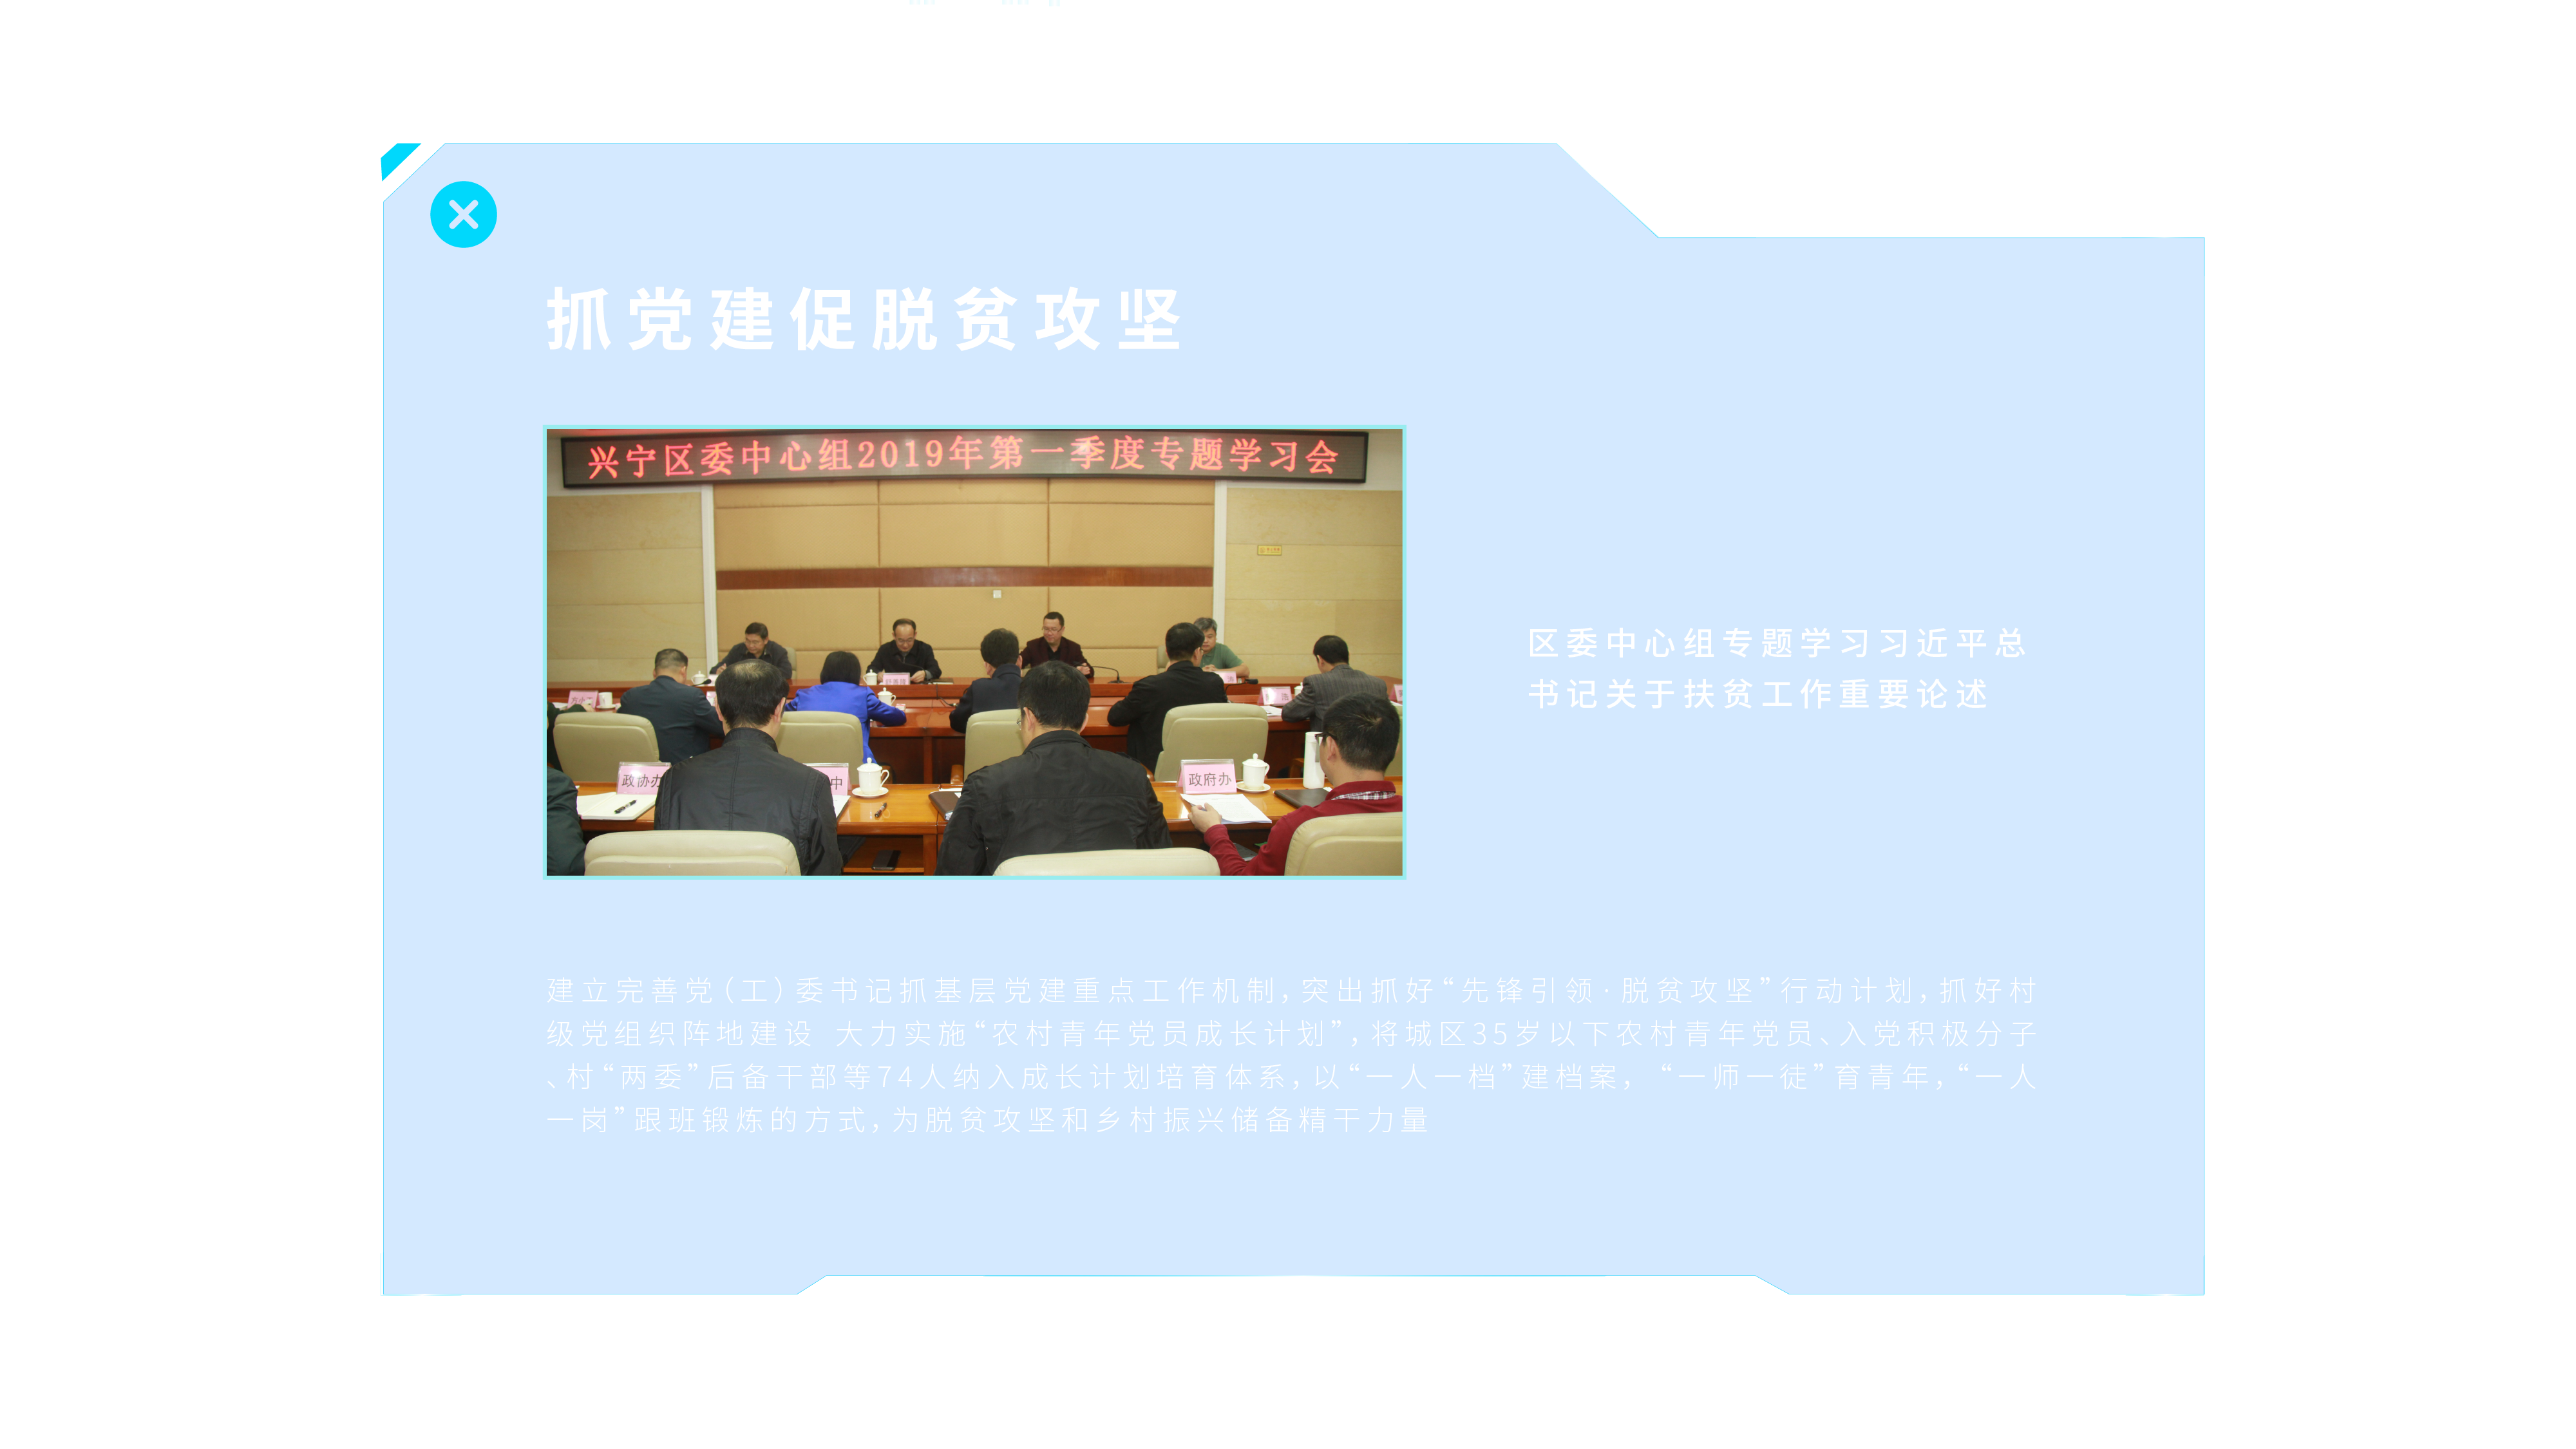 抓党建促脱贫攻坚
兴宁区委中心组2019年第一季度专题学习会
政协办
中
政府办
区委中心组专题学习习近平总
书记关于扶贫工作重要论述
建立完善党（工）委书记抓基层党建重点工作机制，突出抓好“先锋引领·脱贫攻坚”行动计划，抓好村
级党组织阵地建设 大力实施“农村青年党员成长计划”，将城区35岁以下农村青年党员、入党积极分子
、村“两委”后备干部等74人纳入成长计划培育体系，以“一人一档”建档案， “一师一徒”育青年，“一人
一岗”跟班锻炼的方式，为脱贫攻坚和乡村振兴储备精干力量